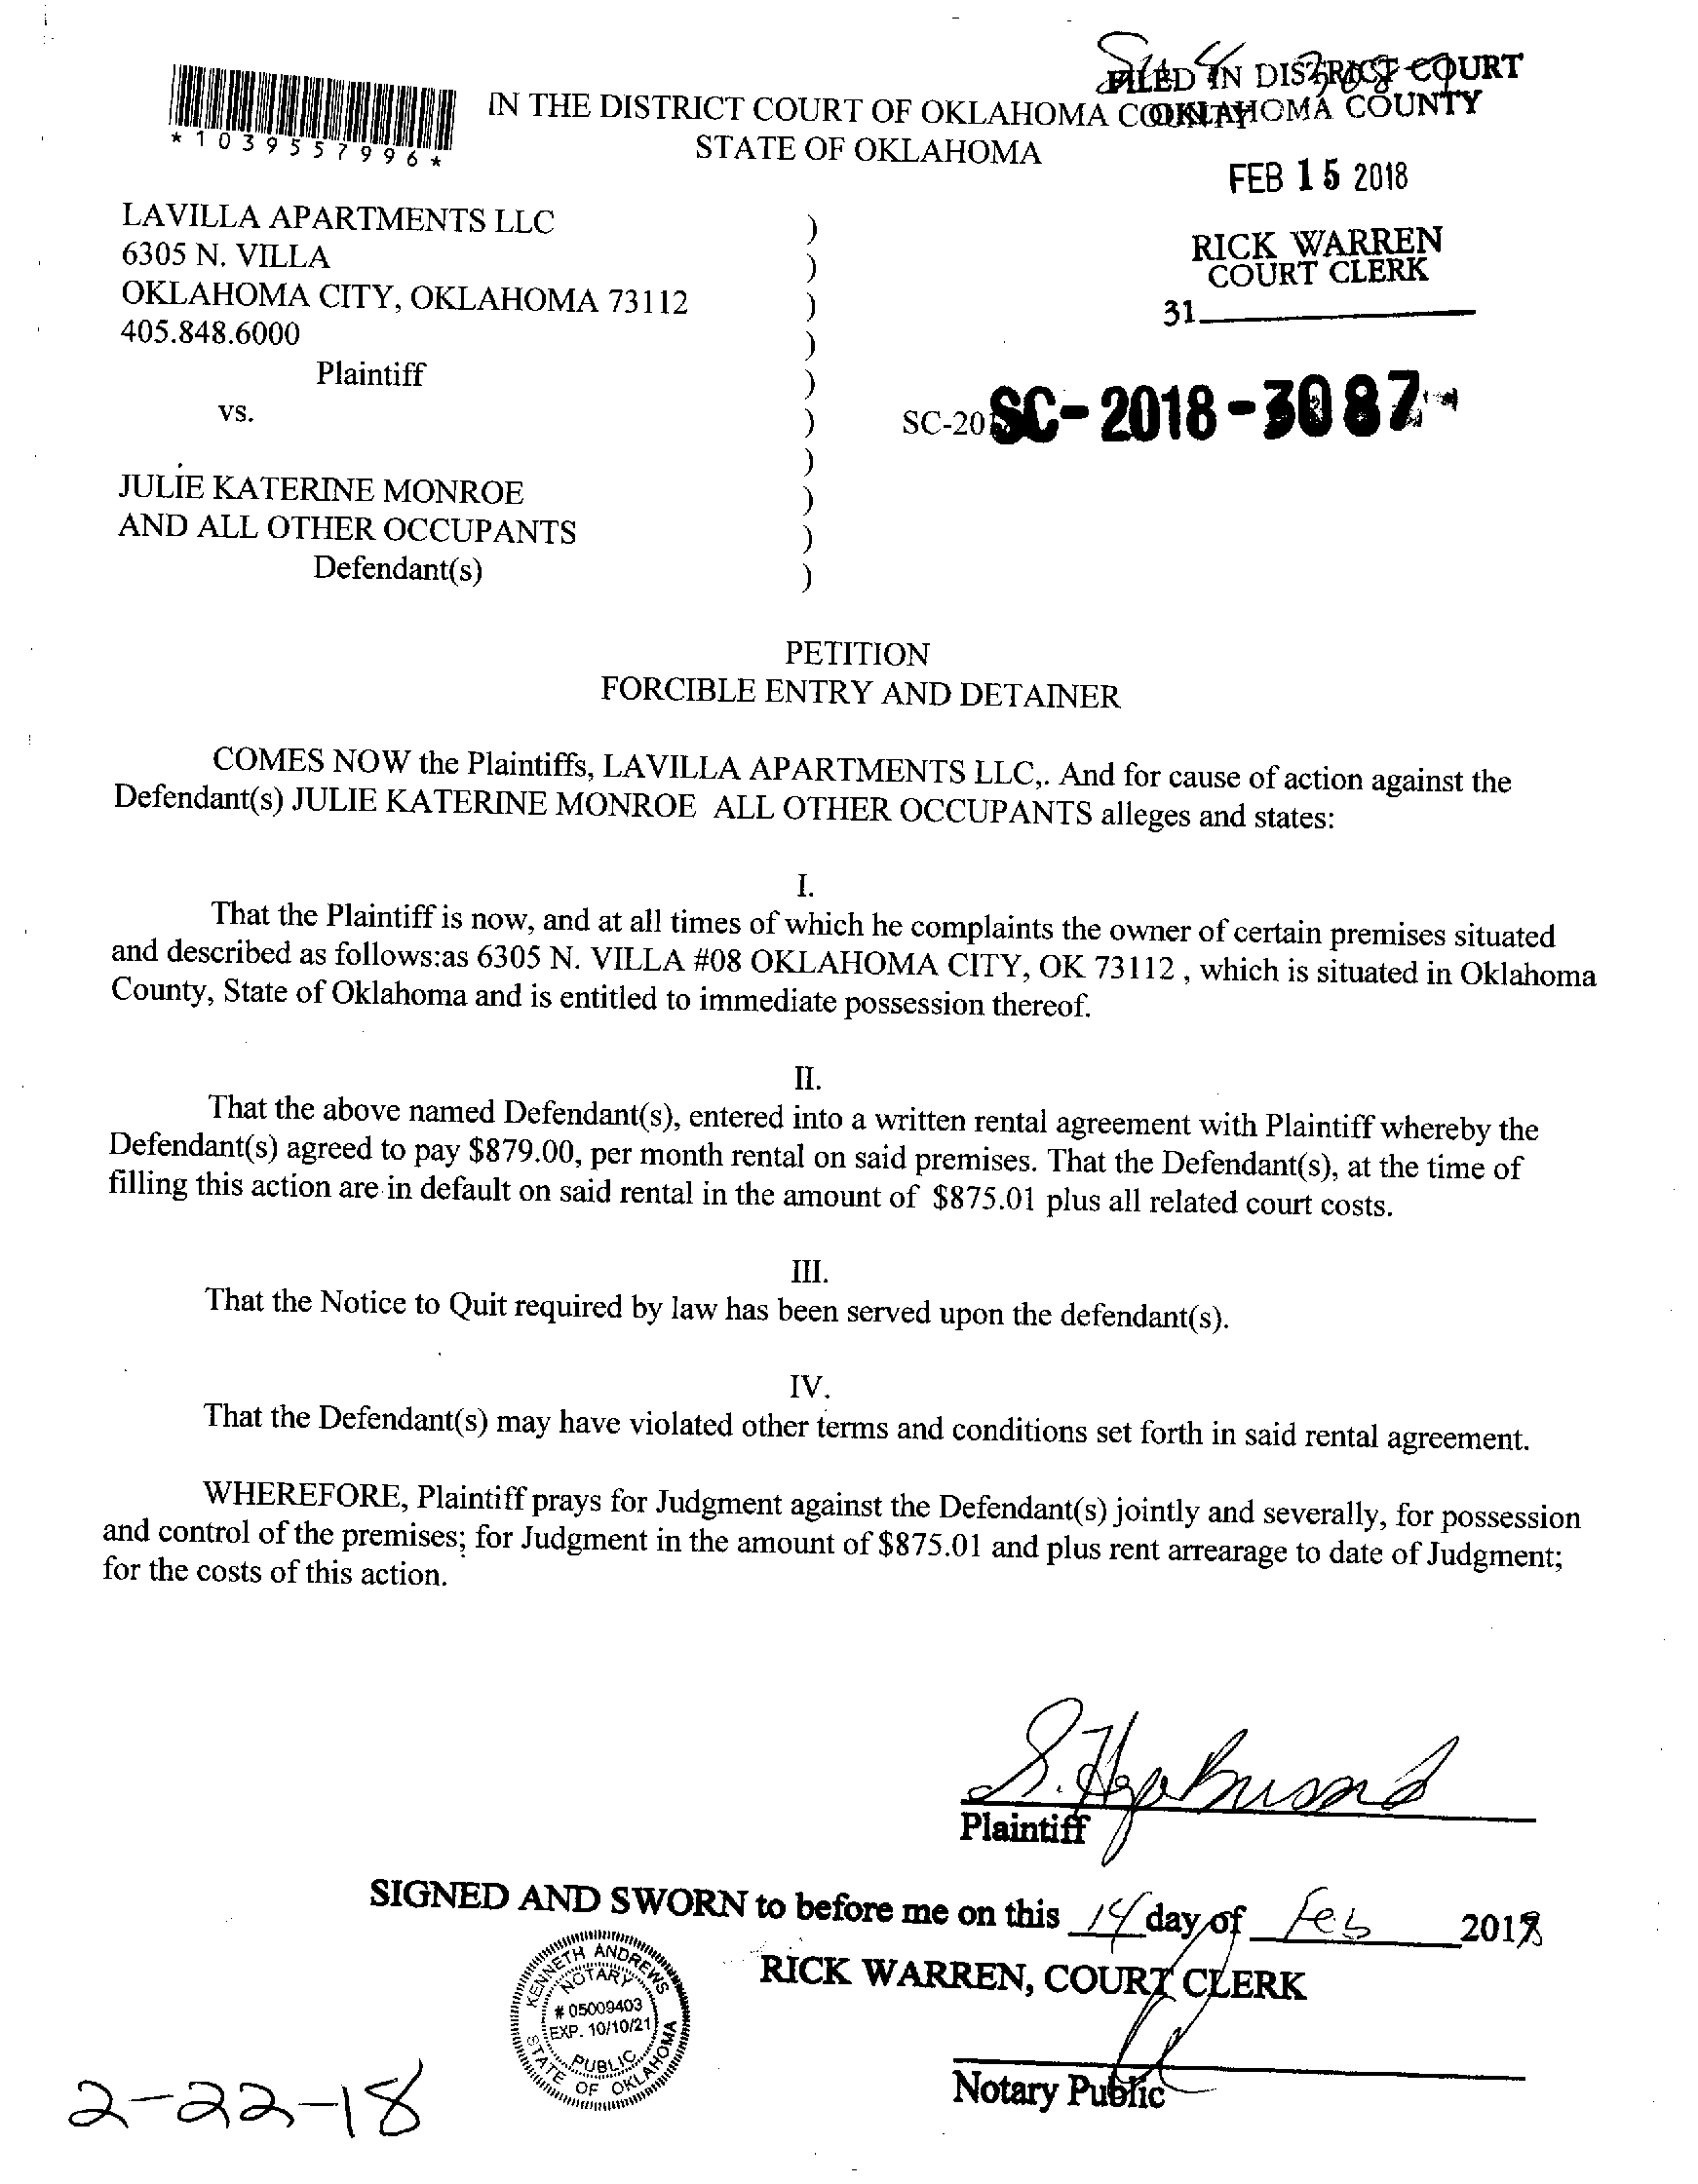 FILED IN DISTRICT COURT
OKLAHOMA COUNTY
IN THE DISTRICT COURT OF OKLAHOMA COUNTY
STATE OF OKLAHOMA
*1039557996*
FEB 15 2018
RICK WARREN
COURT CLERK
31
LAVILLA APARTMENTS LLC )
6305 N. VILLA )
OKLAHOMA CITY, OKLAHOMA 73112 )
405.848.6000 )
Plaintiff )
vs. )
SC-20 SC-2018-3087
)
JULIE KATERINE MONROE )
AND ALL OTHER OCCUPANTS )
Defendant(s) )
PETITION
FORCIBLE ENTRY AND DETAINER
COMES NOW the Plaintiffs, LAVILLA APARTMENTS LLC,. And for cause of action against the
Defendant(s) JULIE KATERINE MONROE ALL OTHER OCCUPANTS alleges and states:
I.
That the Plaintiff is now, and at all times of which he complaints the owner of certain premises situated
and described as follows:as 6305 N. VILLA #08 OKLAHOMA CITY, OK 73112 , which is situated in Oklahoma
County, State of Oklahoma and is entitled to immediate possession thereof.
II.
That the above named Defendant(s), entered into a written rental agreement with Plaintiff whereby the
Defendant(s) agreed to pay $879.00, per month rental on said premises. That the Defendant(s), at the time of
filling this action are in default on said rental in the amount of $875.01 plus all related court costs.
III.
That the Notice to Quit required by law has been served upon the defendant(s).
IV.
That the Defendant(s) may have violated other terms and conditions set forth in said rental agreement.
WHEREFORE, Plaintiff prays for Judgment against the Defendant(s) jointly and severally, for possession
and control of the premises; for Judgment in the amount of $875.01 and plus rent arrearage to date of Judgment;
for the costs of this action.
Plaintiff
SIGNED AND SWORN to before me on this 14 day of Feb 2018
RICK WARREN, COURT CLERK
KENNETH ANDREWS
NOTARY
# 05009403
EXP. 10/10/21
PUBLIC
STATE OF OKLAHOMA
Notary Public
2-22-18